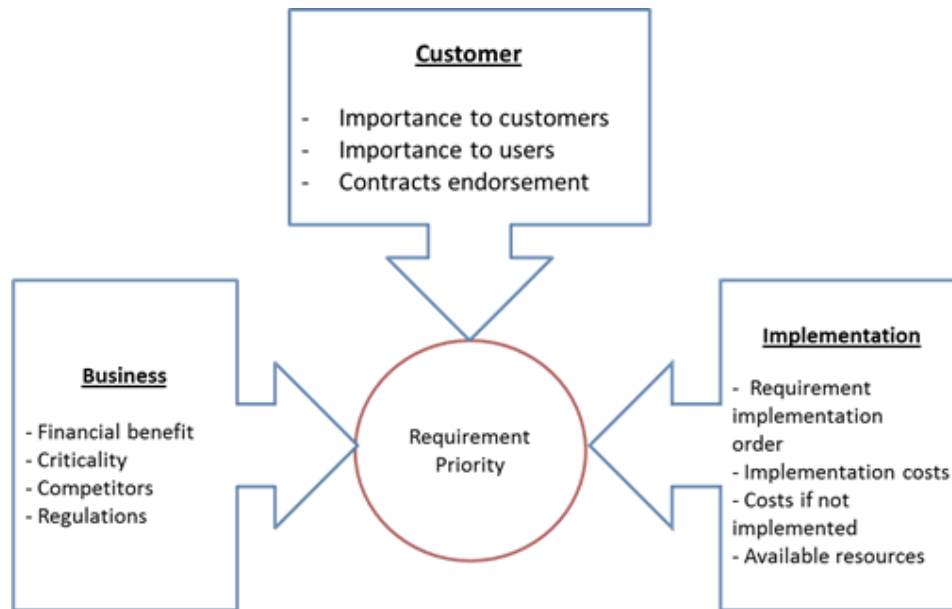 Customer
- Importance to customers
- Importance to users
- Contracts endorsement
Business
- Financial benefit
- Criticality
- Competitors
- Regulations
Requirement
Priority
Implementation
- Requirement
implementation
order
- Implementation costs
- Costs if not
implemented
- Available resources